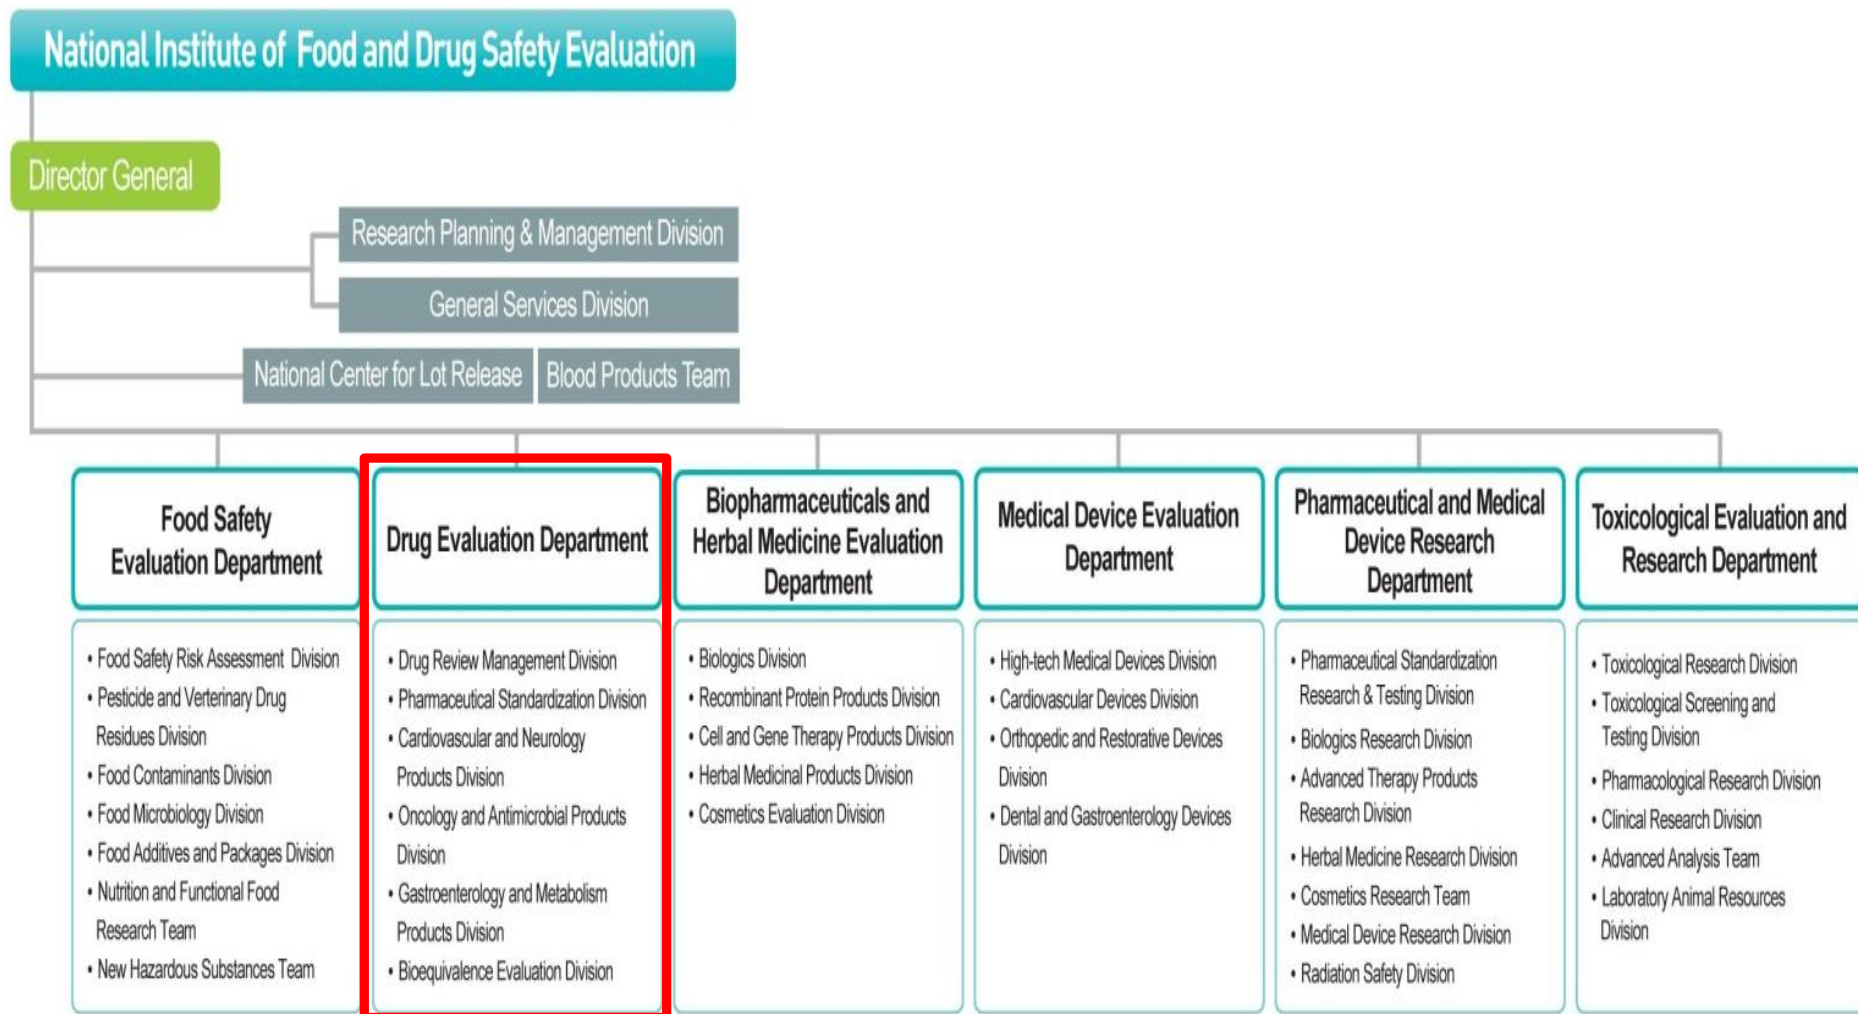 National Institute of Food and Drug Safety Evaluation
Director General
Research Planning & Management Division
General Services Division
National Center for Lot Release
Blood Products Team
Food Safety
Evaluation Department
• Food Safety Risk Assessment Division
• Pesticide and Verterinary Drug
Residues Division
• Food Contaminants Division
• Food Microbiology Division
• Food Additives and Packages Division
• Nutrition and Functional Food
Research Team
• New Hazardous Substances Team
Drug Evaluation Department
• Drug Review Management Division
• Pharmaceutical Standardization Division
• Cardiovascular and Neurology
Products Division
• Oncology and Antimicrobial Products
Division
• Gastroenterology and Metabolism
Products Division
• Bioequivalence Evaluation Division
Biopharmaceuticals and
Herbal Medicine Evaluation
Department
• Biologics Division
• Recombinant Protein Products Division
• Cell and Gene Therapy Products Division
• Herbal Medicinal Products Division
• Cosmetics Evaluation Division
Medical Device Evaluation
Department
• High-tech Medical Devices Division
• Cardiovascular Devices Division
• Orthopedic and Restorative Devices
Division
• Dental and Gastroenterology Devices
Division
Pharmaceutical and Medical
Device Research
Department
• Pharmaceutical Standardization
Research & Testing Division
• Biologics Research Division
• Advanced Therapy Products
Research Division
• Herbal Medicine Research Division
• Cosmetics Research Team
• Medical Device Research Division
• Radiation Safety Division
Toxicological Evaluation and
Research Department
• Toxicological Research Division
• Toxicological Screening and
Testing Division
• Pharmacological Research Division
• Clinical Research Division
• Advanced Analysis Team
• Laboratory Animal Resources
Division